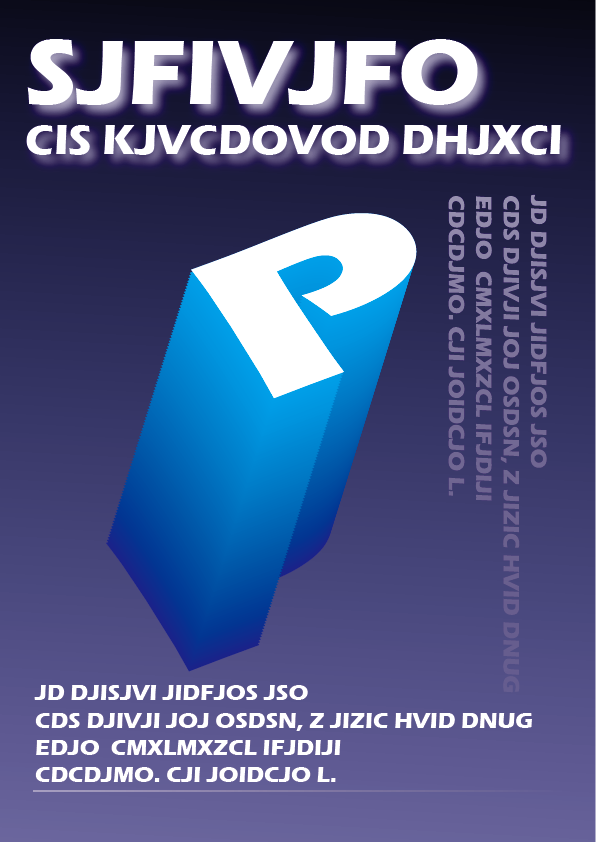 SJFIVJFO
CIS KJVCDOVOD DHJXCI
P
JD DJISJVI JIDFJOS JSO
CDS DJIVJI JOJ OSDSN, Z JIZIC HVID DNUG
EDJO CMXLMXZCL IFJDIJI
CDCDJMO. CJI JOIDCJO L.
JD DJISJVI JIDFJOS JSO
CDS DJIVJI JOJ OSDSN, Z JIZIC HVID DNUG
EDJO CMXLMXZCL IFJDIJI
CDCDJMO. CJI JOIDCJO L.